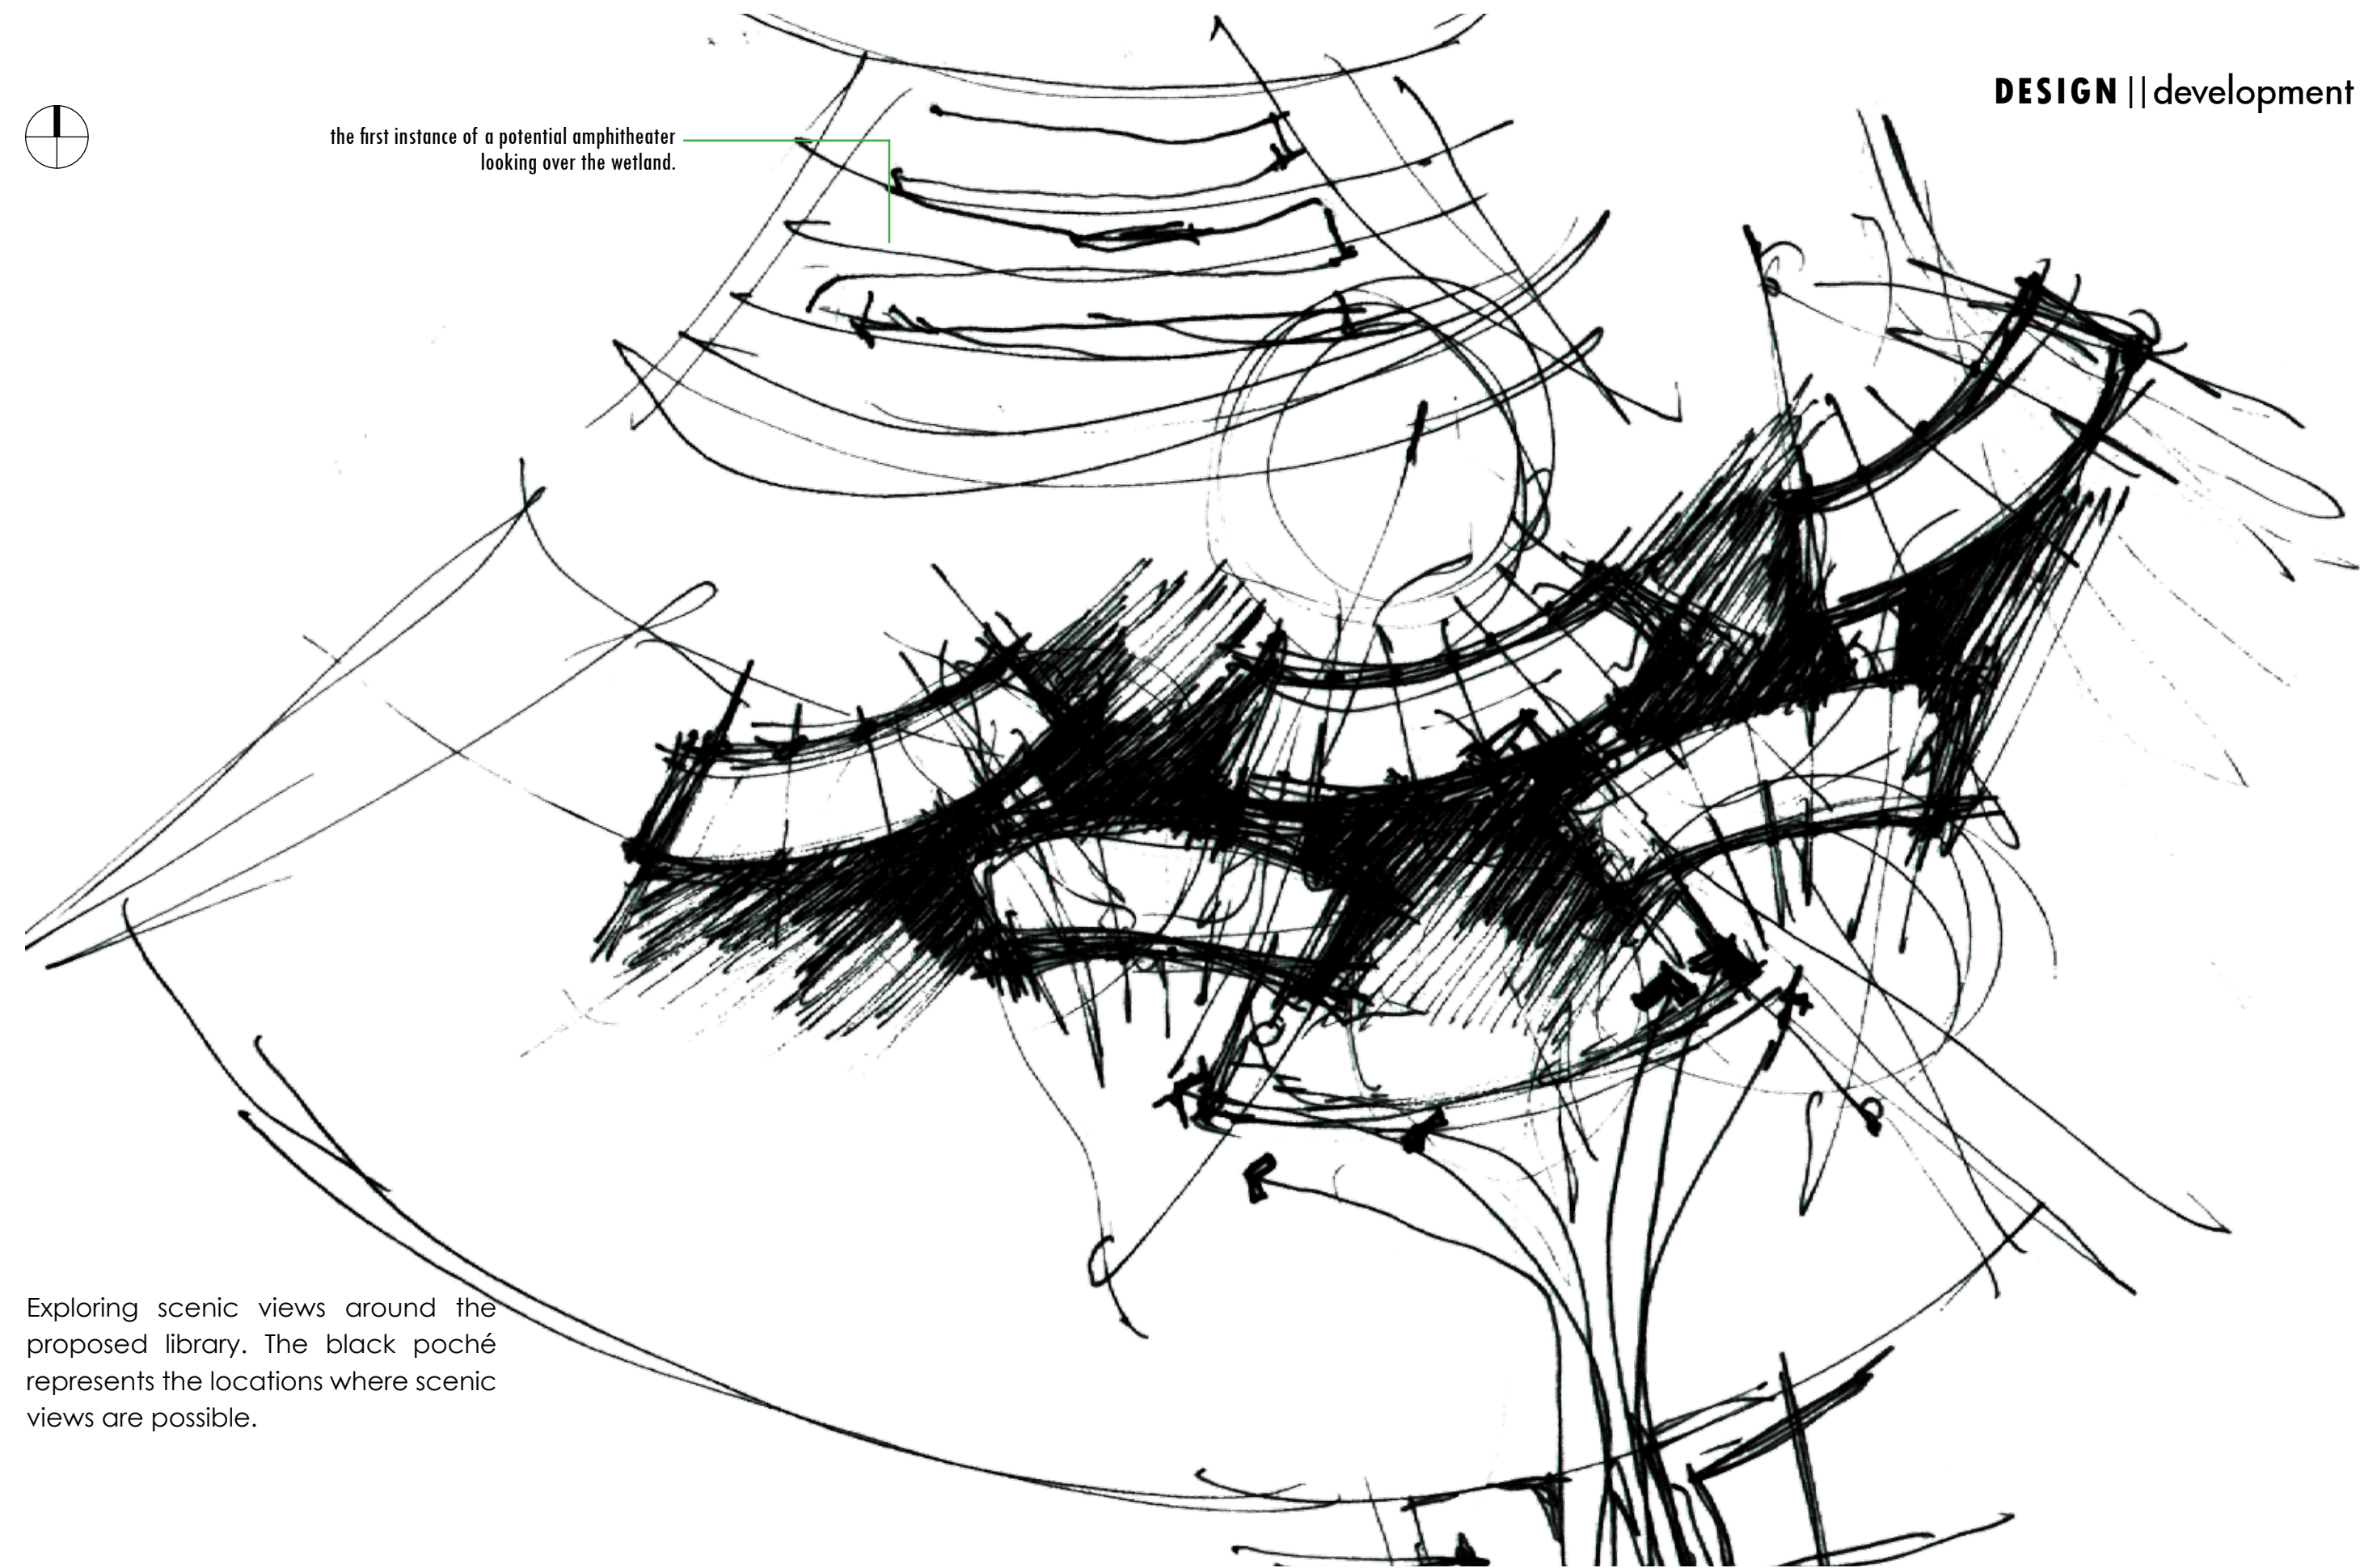 DESIGN||development
the first instance of a potential amphitheater
looking over the wetland.
Exploring scenic views around the
proposed library. The black poché
represents the locations where scenic
views are possible.